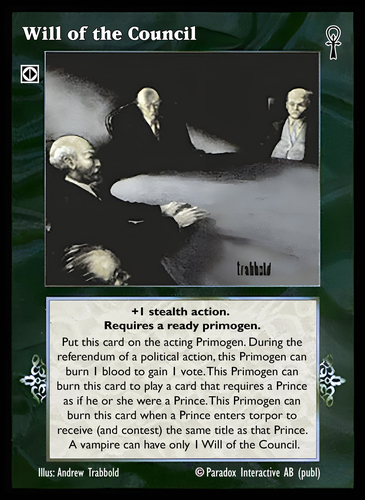 Will of the Council
trabbold
+1 stealth action.
Requires a ready primogen.
Put this card on the acting Primogen. During the
referendum of a political action, this Primogen can
burn 1 blood to gain 1 vote. This Primogen can
burn this card to play a card that requires a Prince
as if he or she were a Prince. This Primogen can
burn this card when a Prince enters torpor to
receive (and contest) the same title as that Prince.
A vampire can have only 1 Will of the Council.
Illus: Andrew Trabbold © Paradox Interactive AB (publ)